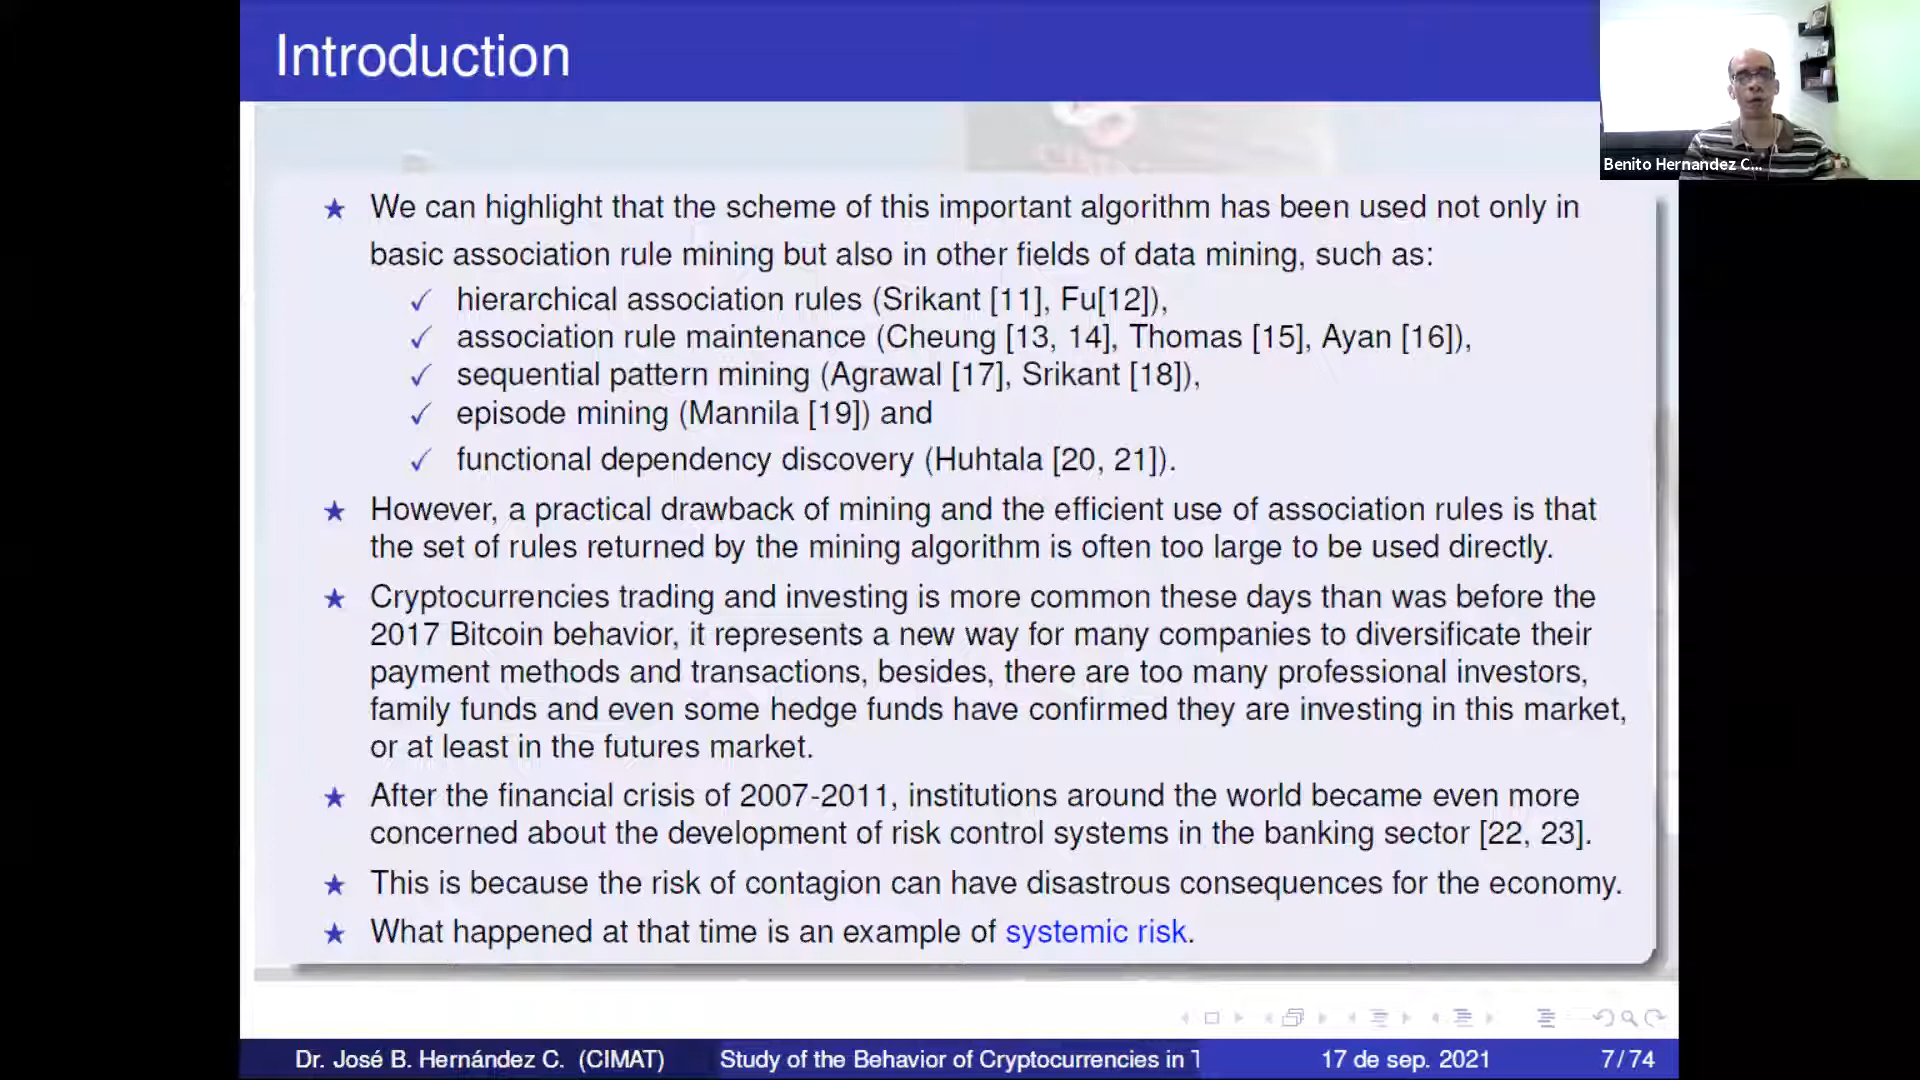 Introduction
Benito Hernandez C...
★ We can highlight that the scheme of this important algorithm has been used not only in
basic association rule mining but also in other fields of data mining, such as:
✓ hierarchical association rules (Srikant [11], Fu[12]),
✓ association rule maintenance (Cheung [13, 14], Thomas [15], Ayan [16]),
✓ sequential pattern mining (Agrawal [17], Srikant [18]),
✓ episode mining (Mannila [19]) and
✓ functional dependency discovery (Huhtala [20, 21]).
★ However, a practical drawback of mining and the efficient use of association rules is that
the set of rules returned by the mining algorithm is often too large to be used directly.
★ Cryptocurrencies trading and investing is more common these days than was before the
2017 Bitcoin behavior, it represents a new way for many companies to diversificate their
payment methods and transactions, besides, there are too many professional investors,
family funds and even some hedge funds have confirmed they are investing in this market,
or at least in the futures market.
★ After the financial crisis of 2007-2011, institutions around the world became even more
concerned about the development of risk control systems in the banking sector [22, 23].
★ This is because the risk of contagion can have disastrous consequences for the economy.
★ What happened at that time is an example of systemic risk.
Dr. José B. Hernández C. (CIMAT) Study of the Behavior of Cryptocurrencies in T 17 de sep. 2021 7 / 74